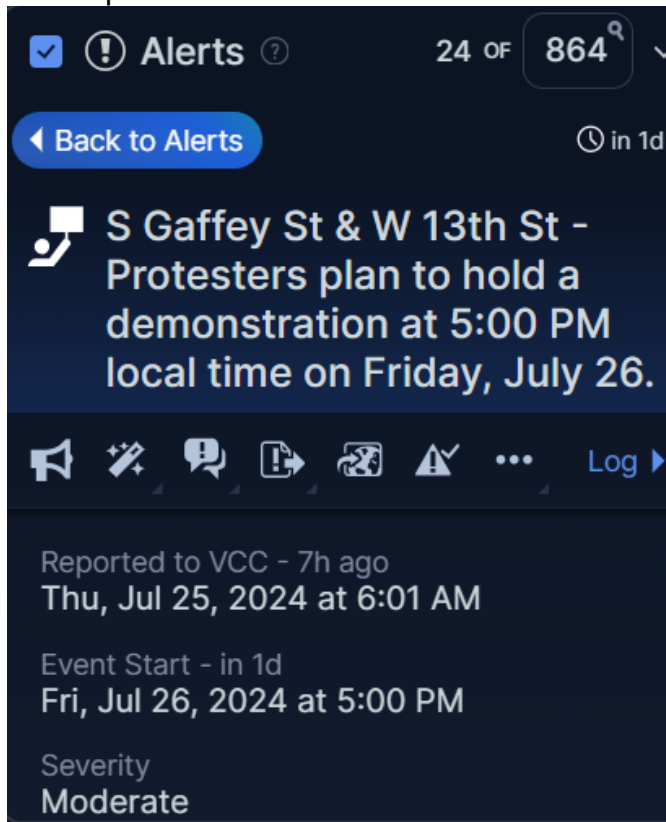 Alerts
24 OF 864
Back to Alerts
in 1d
S Gaffey St & W 13th St -
Protesters plan to hold a
demonstration at 5:00 PM
local time on Friday, July 26.
Log
Reported to VCC - 7h ago
Thu, Jul 25, 2024 at 6:01 AM
Event Start - in 1d
Fri, Jul 26, 2024 at 5:00 PM
Severity
Moderate